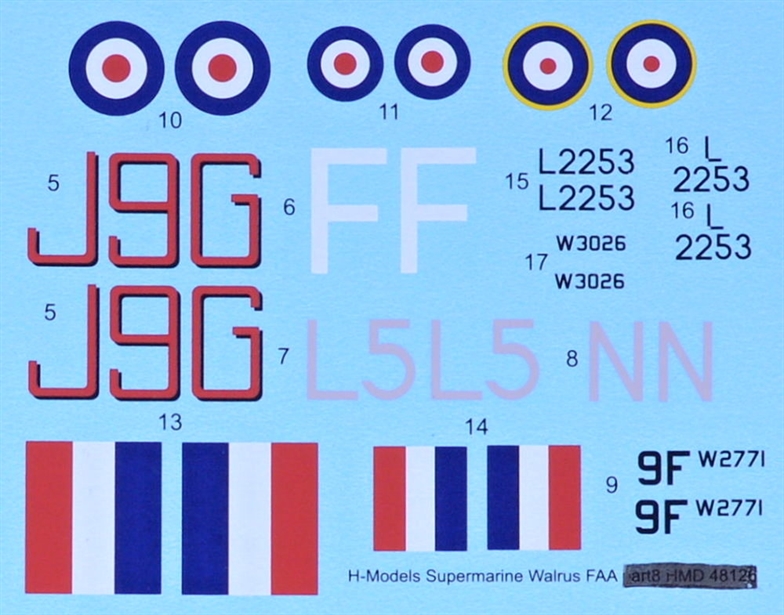 10
11
12
5
J9G
6
FF
15
L2253
L2253
16
L
2253
16
L
2253
17
W3026
W3026
5
J9G
7
L5L5
8
NN
13
14
9
9F W2771
9F W2771
H-Models Supermarine Walrus FAA art8 HMD 48126